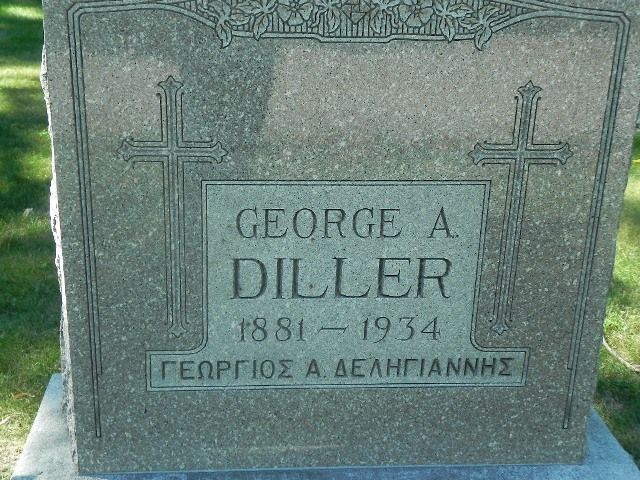 GEORGE A.
DILLER
1881 — 1934
ΓΕΩΡΓΙΟΣ Α. ΔΕΛΗΓΙΑΝΝΗΣ